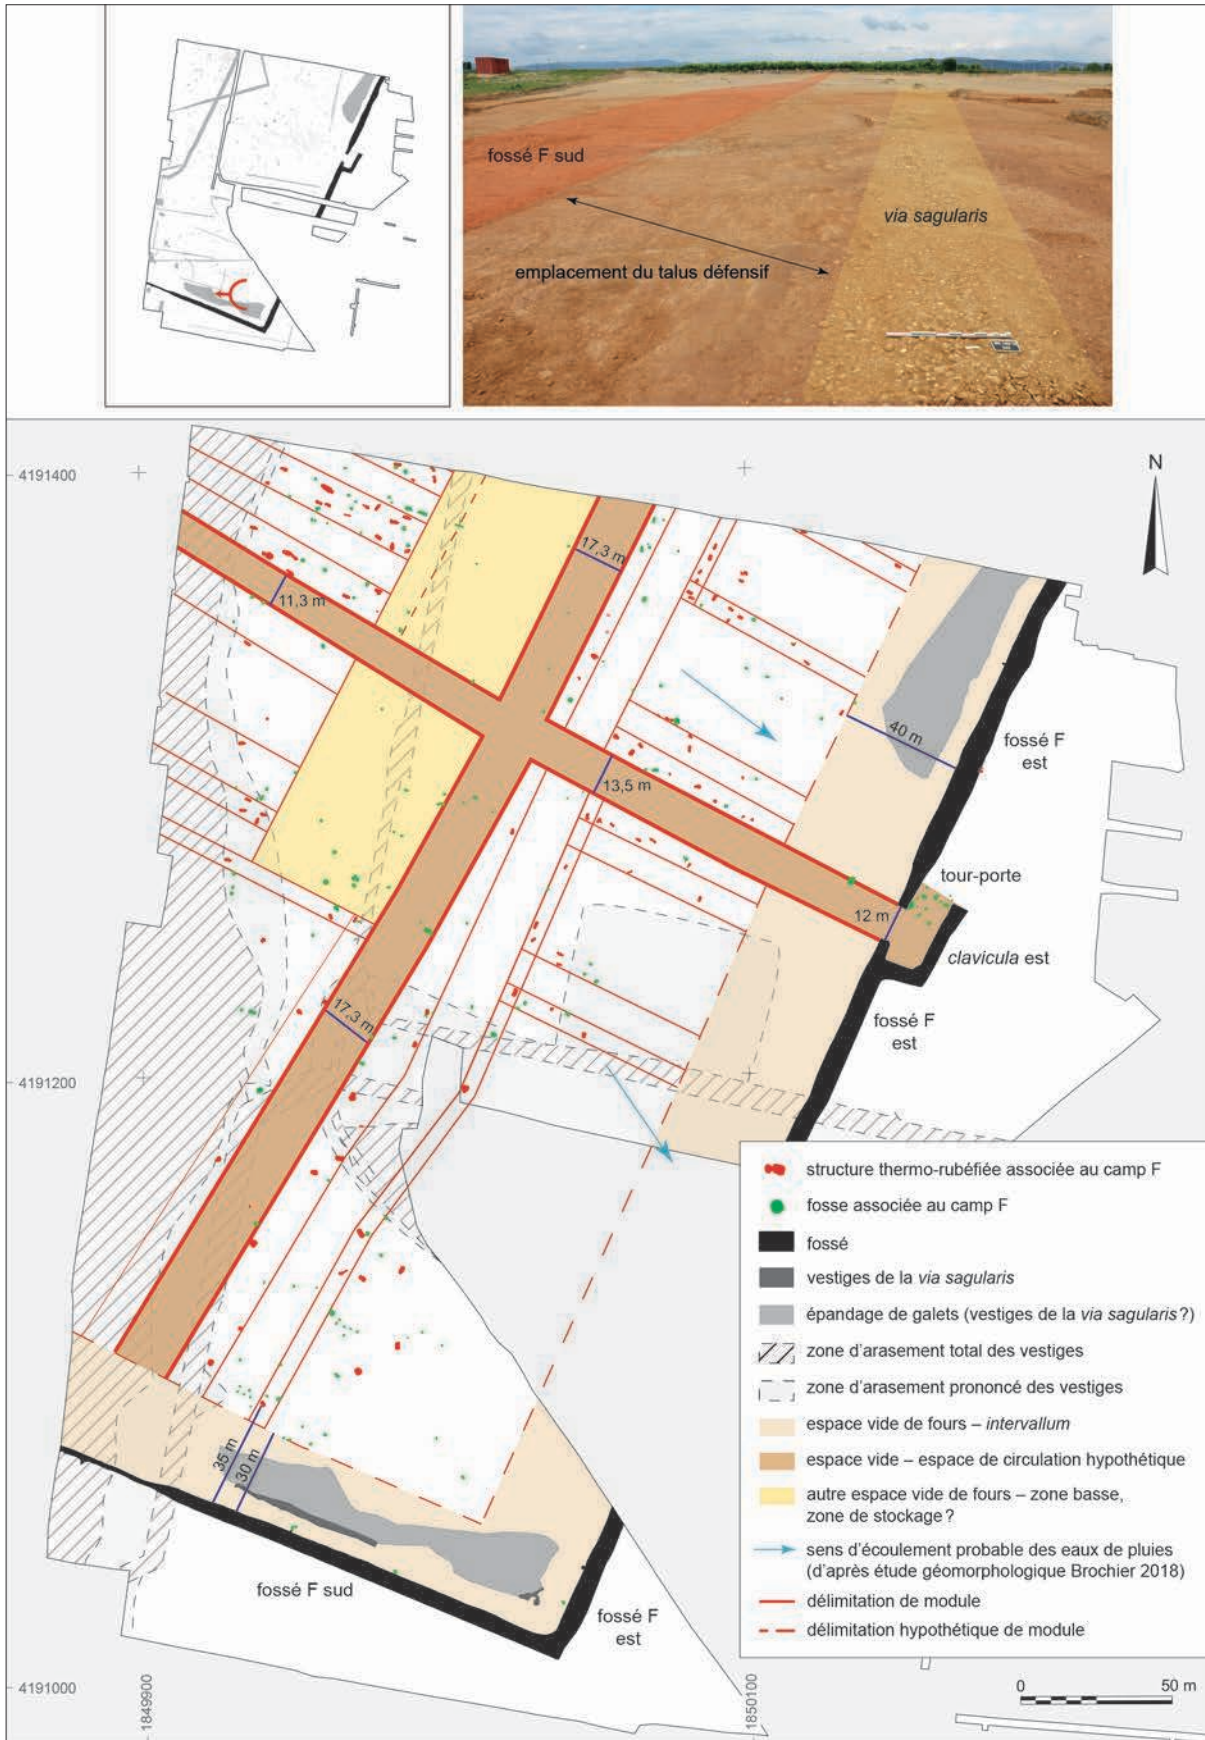 fossé F sud
via sagularis
emplacement du talus défensif
4191400
N
17,3 m
11,3 m
40 m
fossé F
est
13,5 m
tour-porte
12 m
clavicula est
fossé F
est
17,3 m
4191200
35 m
30 m
fossé F sud
fossé F
est
4191000
1849900
1850100
structure thermo-rubéfiée associée au camp F
fosse associée au camp F
fossé
vestiges de la via sagularis
épandage de galets (vestiges de la via sagularis ?)
zone d'arasement total des vestiges
zone d'arasement prononcé des vestiges
espace vide de fours – intervallum
espace vide – espace de circulation hypothétique
autre espace vide de fours – zone basse,
zone de stockage ?
sens d'écoulement probable des eaux de pluies
(d'après étude géomorphologique Brochier 2018)
délimitation de module
délimitation hypothétique de module
0 50 m